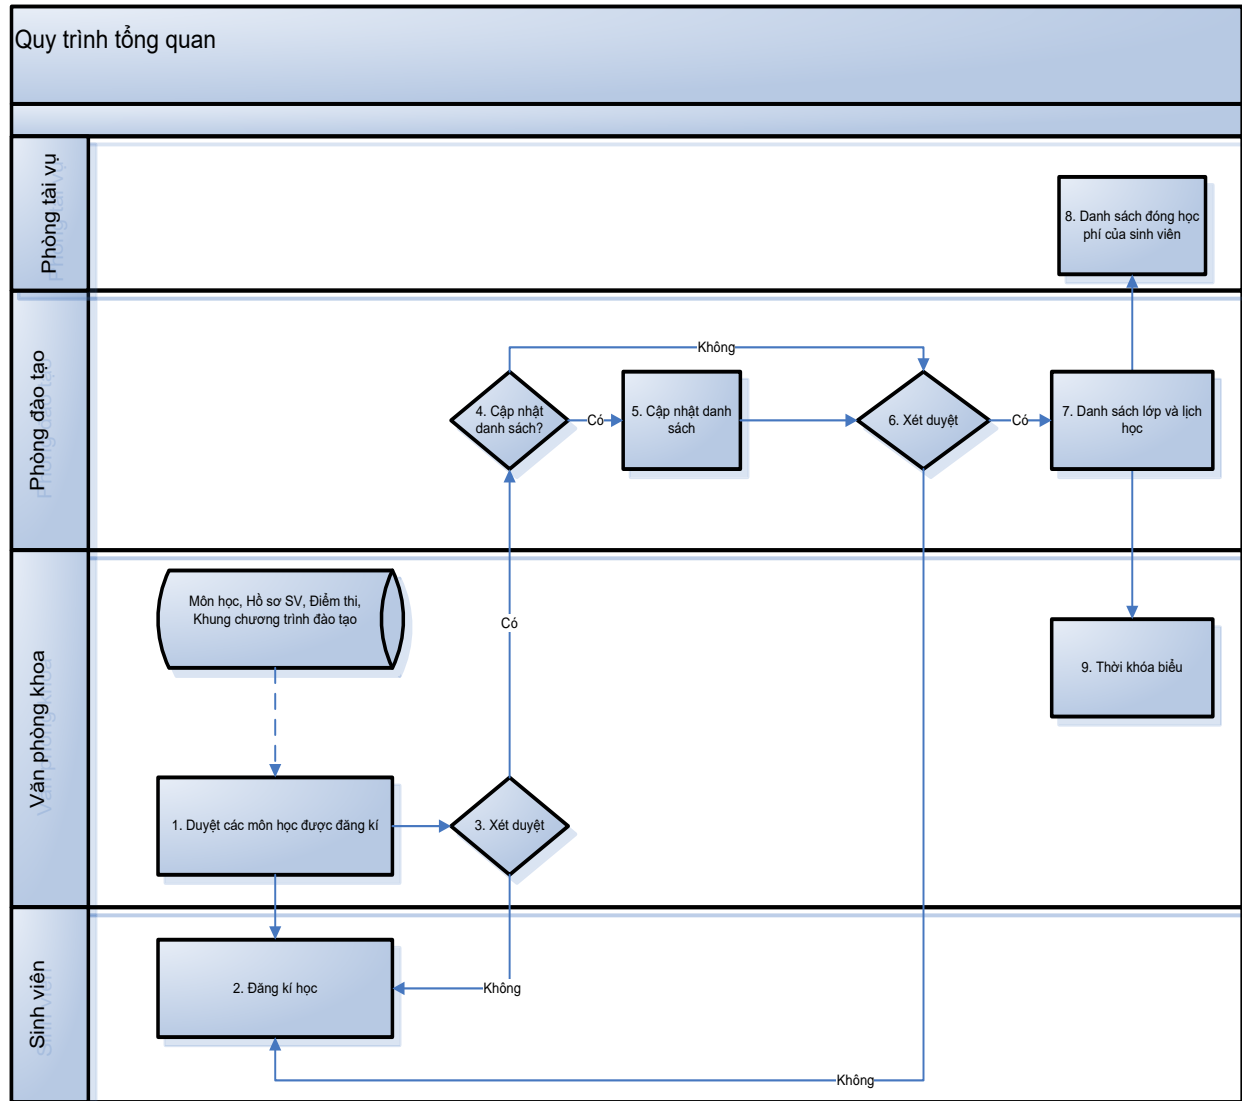 Quy trình tổng quan
Phòng tài vụ
8. Danh sách đóng học
phí của sinh viên
Phòng đào tạo
Không
4. Cập nhật
danh sách?
Có
5. Cập nhật danh
sách
6. Xét duyệt
Có
7. Danh sách lớp và lịch
học
Văn phòng khoa
Môn học, Hồ sơ SV, Điểm thi,
Khung chương trình đào tạo
Có
9. Thời khóa biểu
1. Duyệt các môn học được đăng kí
3. Xét duyệt
Sinh viên
2. Đăng kí học
Không
Không